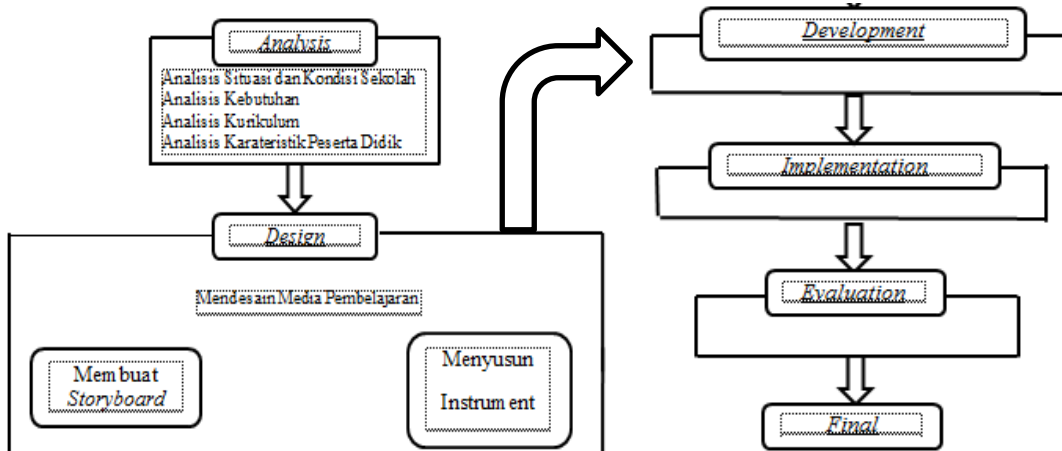 Analysis
Analisis Situasi dan Kondisi Sekolah
Analisis Kebutuhan
Analisis Kurikulum
Analisis Karateristik Peserta Didik
Design
Mendesain Media Pembelajaran
Membuat
Storyboard
Menyusun
Instrument
Development
Implementation
Evaluation
Final